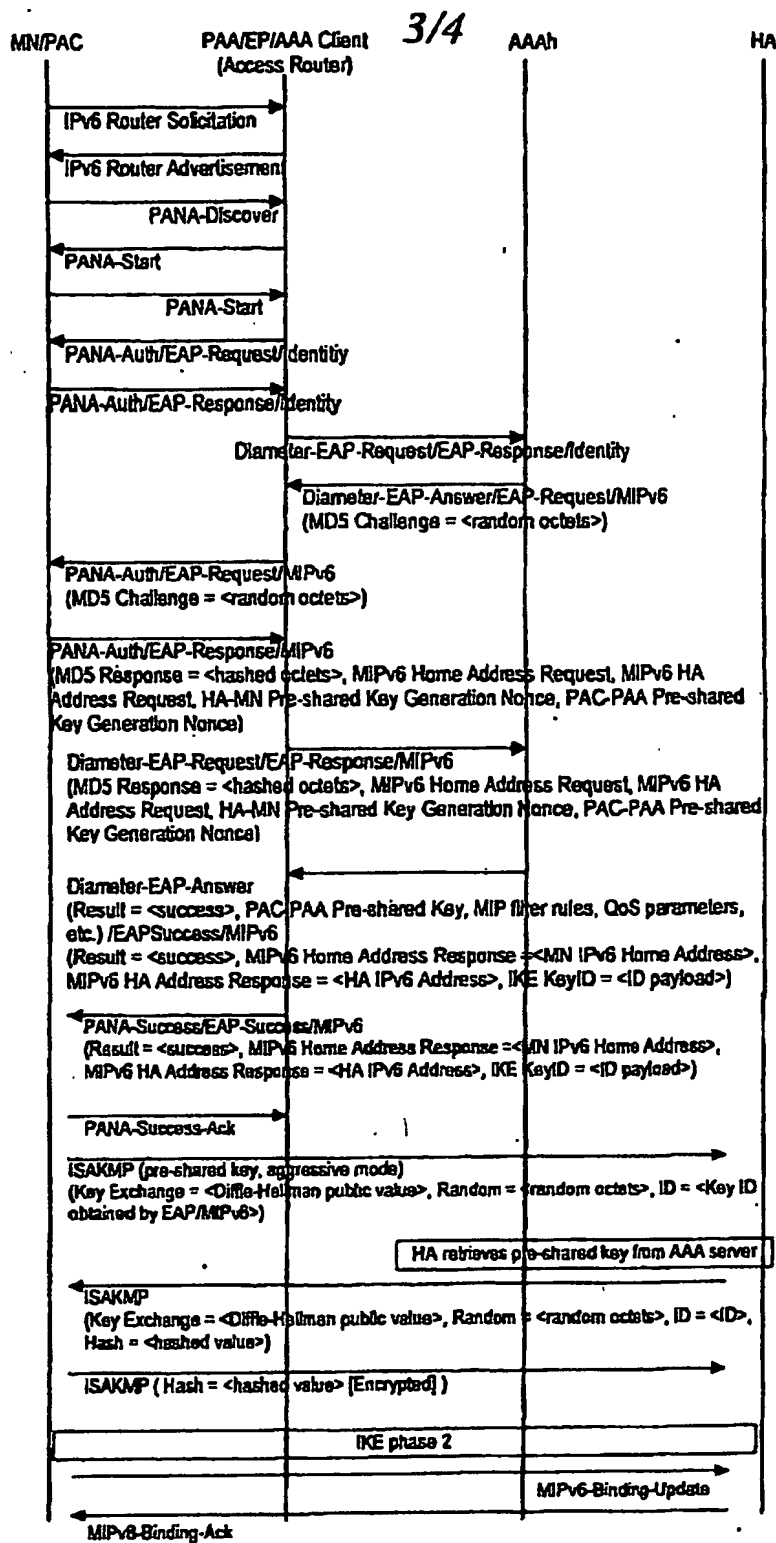 3/4
MN/PAC
PAA/EP/AAA Client
(Access Router)
AAAh
HA
IPv6 Router Solicitation
IPv6 Router Advertisement
PANA-Discover
PANA-Start
PANA-Start
PANA-Auth/EAP-Request/Identitiy
PANA-Auth/EAP-Response/Identity
Diameter-EAP-Request/EAP-Response/Identity
Diameter-EAP-Answer/EAP-Request/MIPv6
(MD5 Challenge = <random octets>)
PANA-Auth/EAP-Request/MIPv6
(MD5 Challenge = <random octets>)
PANA-Auth/EAP-Response/MIPv6
(MD5 Response = <hashed octets>, MIPv6 Home Address Request, MIPv6 HA
Address Request, HA-MN Pre-shared Key Generation Nonce, PAC-PAA Pre-shared
Key Generation Nonce)
Diameter-EAP-Request/EAP-Response/MIPv6
(MD5 Response = <hashed octets>, MIPv6 Home Address Request, MIPv6 HA
Address Request, HA-MN Pre-shared Key Generation Nonce, PAC-PAA Pre-shared
Key Generation Nonce)
Diameter-EAP-Answer
(Result = <success>, PAC-PAA Pre-shared Key, MIP filter rules, QoS parameters,
etc.) /EAPSuccess/MIPv6
(Result = <success>, MIPv6 Home Address Response =<MN IPv6 Home Address>,
MIPv6 HA Address Response = <HA IPv6 Address>, IKE KeyID = <ID payload>)
PANA-Success/EAP-Success/MIPv6
(Result = <success>, MIPv6 Home Address Response =<MN IPv6 Home Address>,
MIPv6 HA Address Response = <HA IPv6 Address>, IKE KeyID = <ID payload>)
PANA-Success-Ack
ISAKMP (pre-shared key, aggressive mode)
(Key Exchange = <Diffie-Hellman public value>, Random = <random octets>, ID = <Key ID
obtained by EAP/MIPv6>)
HA retrieves pre-shared key from AAA server
ISAKMP
(Key Exchange = <Diffie-Hellman public value>, Random = <random octets>, ID = <ID>,
Hash = <hashed value>)
ISAKMP ( Hash = <hashed value> [Encrypted] )
IKE phase 2
MIPv6-Binding-Update
MIPv6-Binding-Ack